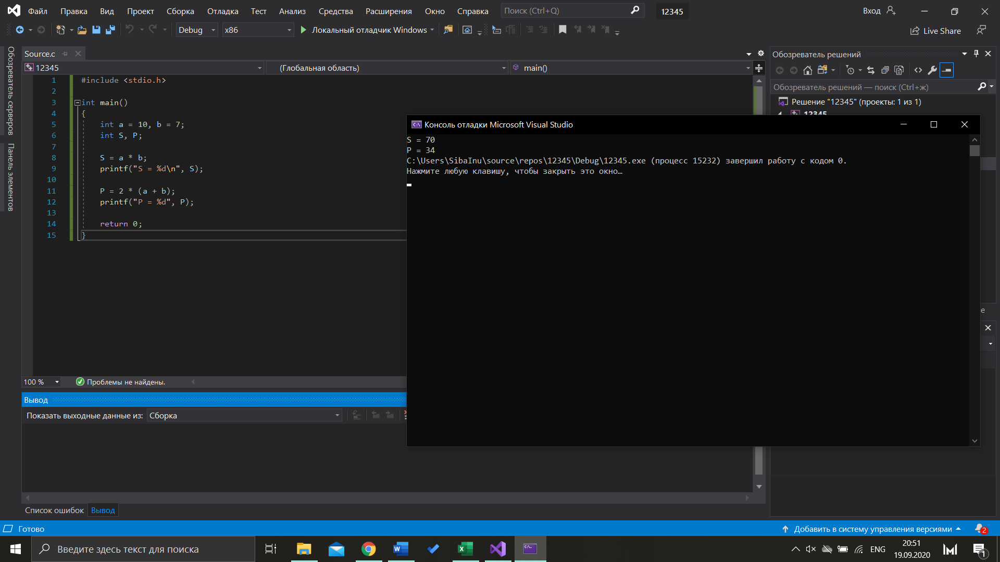 Файл Правка Вид Проект Сборка Отладка Тест Анализ Средства Расширения Окно Справка Поиск (Ctrl+Q) 12345 Вход
Debug x86 Локальный отладчик Windows Live Share
Обозреватель серверов
Панель элементов
Source.c
12345 (Глобальная область) main()
1 #include <stdio.h>
2
3 int main()
4 {
5 int a = 10, b = 7;
6 int S, P;
7
8 S = a * b;
9 printf("S = %d\n", S);
10
11 P = 2 * (a + b);
12 printf("P = %d", P);
13
14 return 0;
15 }
100 % Проблемы не найдены.
Обозреватель решений
Обозреватель решений — поиск (Ctrl+ж)
Решение "12345" (проекты: 1 из 1)
12345
Консоль отладки Microsoft Visual Studio
S = 70
P = 34
C:\Users\SibaInu\source\repos\12345\Debug\12345.exe (процесс 15232) завершил работу с кодом 0.
Нажмите любую клавишу, чтобы закрыть это окно…
Вывод
Показать выходные данные из: Сборка
Список ошибок Вывод
Готово Добавить в систему управления версиями 2
Введите здесь текст для поиска
ENG
20:51
19.09.2020
1